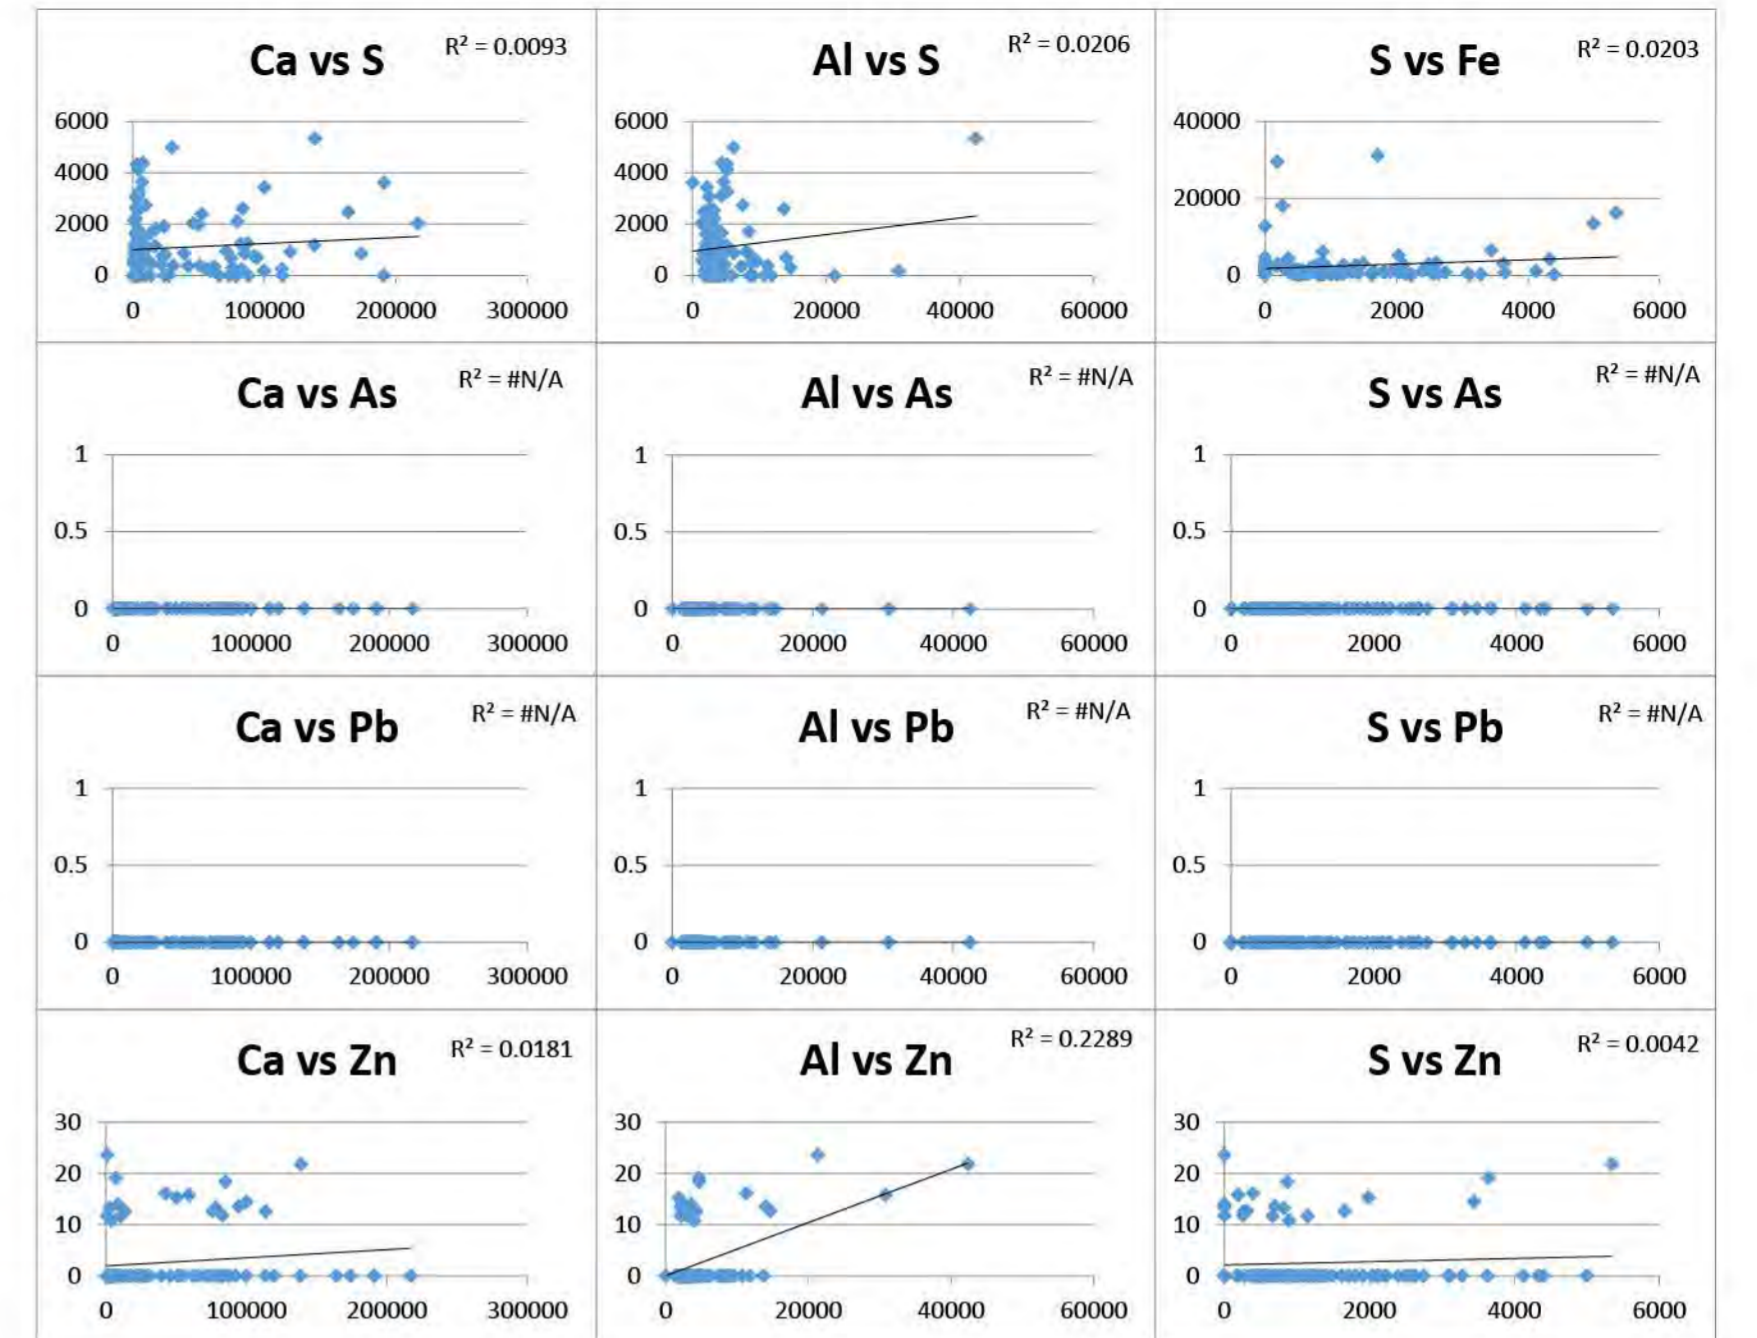 Ca vs S R² = 0.0093
6000
4000
2000
0
0 100000 200000 300000
Al vs S R² = 0.0206
6000
4000
2000
0
0 20000 40000 60000
S vs Fe R² = 0.0203
40000
20000
0
0 2000 4000 6000
Ca vs As R² = #N/A
1
0.5
0
0 100000 200000 300000
Al vs As R² = #N/A
1
0.5
0
0 20000 40000 60000
S vs As R² = #N/A
1
0.5
0
0 2000 4000 6000
Ca vs Pb R² = #N/A
1
0.5
0
0 100000 200000 300000
Al vs Pb R² = #N/A
1
0.5
0
0 20000 40000 60000
S vs Pb R² = #N/A
1
0.5
0
0 2000 4000 6000
Ca vs Zn R² = 0.0181
30
20
10
0
0 100000 200000 300000
Al vs Zn R² = 0.2289
30
20
10
0
0 20000 40000 60000
S vs Zn R² = 0.0042
30
20
10
0
0 2000 4000 6000